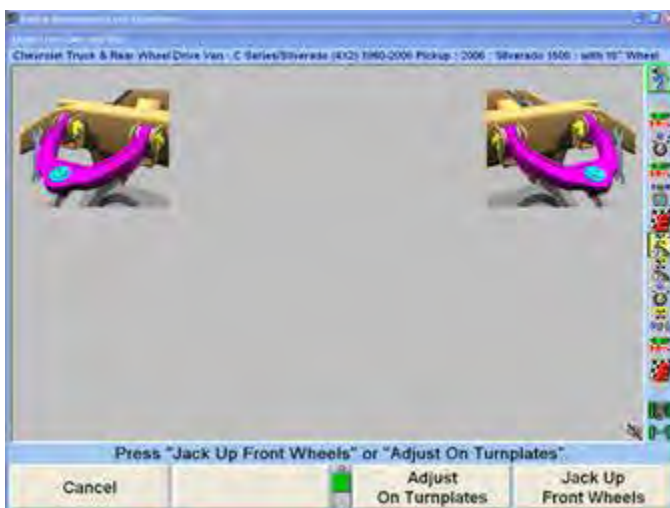 Chevrolet Truck & Rear Wheel Drive Van : C Series/Silverado (4X2) 1960-2006 Pickup : 2006 : Silverado 1500 : with 15" Wheel
Press "Jack Up Front Wheels" or "Adjust On Turnplates".
Cancel
Adjust
On Turnplates
Jack Up
Front Wheels